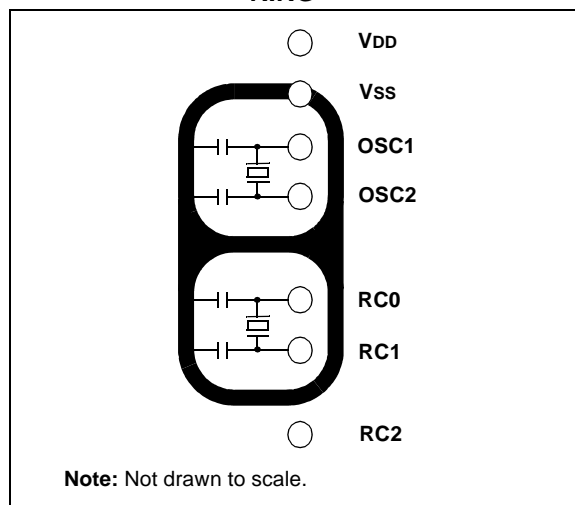 VDD
VSS
OSC1
OSC2
RC0
RC1
RC2
Note: Not drawn to scale.